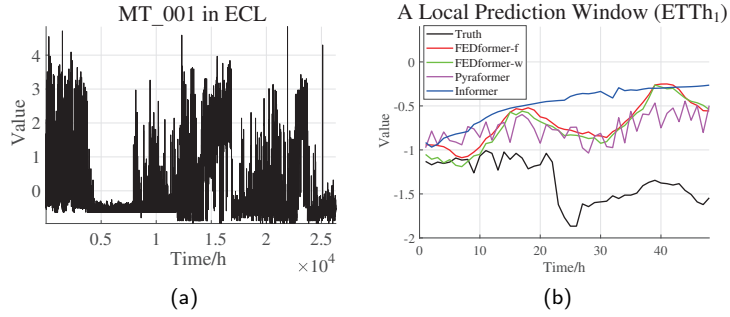 MT_001 in ECL
Value
4
3
2
1
0
0.5
1
1.5
2
2.5
×10⁴
Time/h
(a)
A Local Prediction Window (ETTh₁)
Truth
FEDformer-f
FEDformer-w
Pyraformer
Informer
Value
0
-0.5
-1
-1.5
-2
0
10
20
30
40
Time/h
(b)